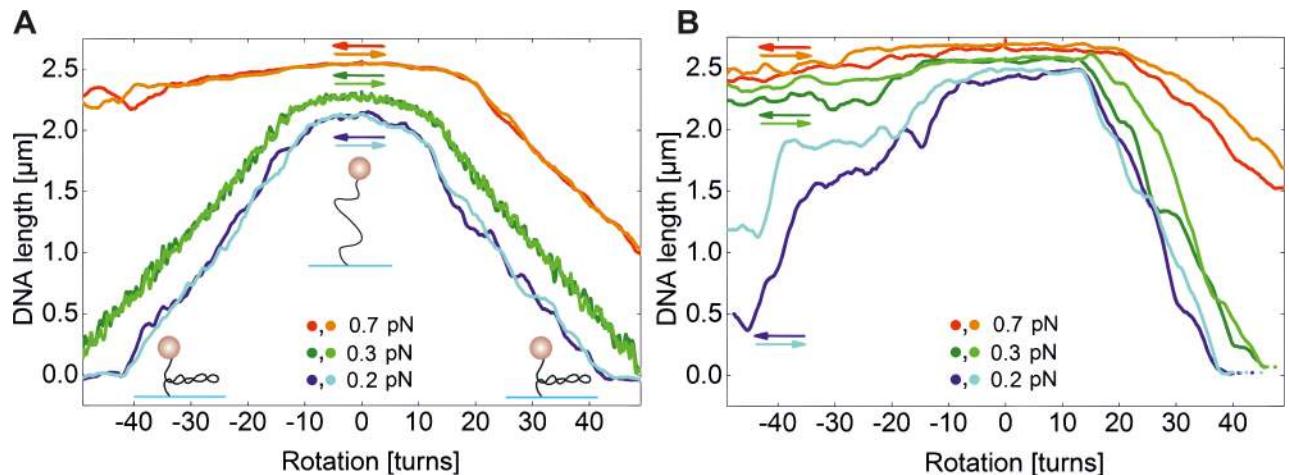 A
DNA length [µm]
2.5
2.0
1.5
1.0
0.5
0.0
0.7 pN
0.3 pN
0.2 pN
-40 -30 -20 -10 0 10 20 30 40
Rotation [turns]
B
DNA length [µm]
2.5
2.0
1.5
1.0
0.5
0.0
0.7 pN
0.3 pN
0.2 pN
-40 -30 -20 -10 0 10 20 30 40
Rotation [turns]